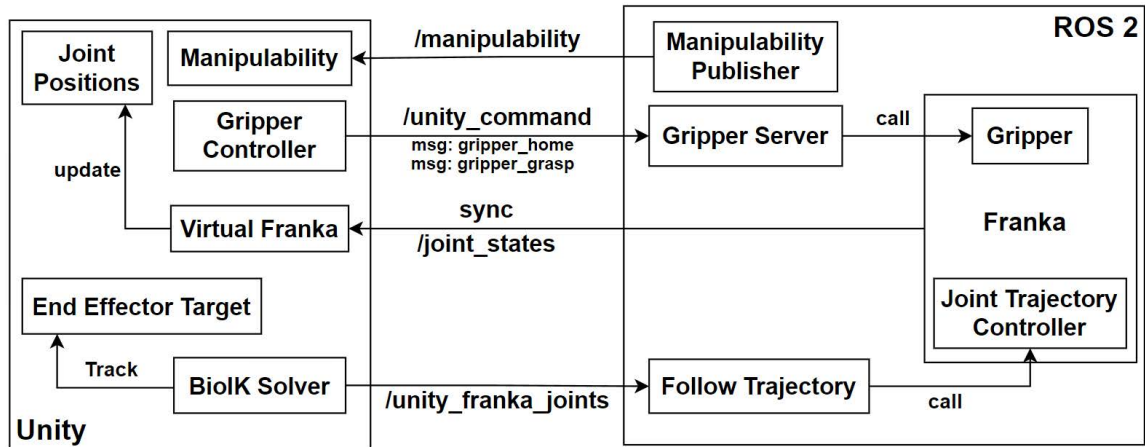 ROS 2
Joint
Positions
Manipulability
/manipulability
Manipulability
Publisher
Gripper
Controller
/unity_command
msg: gripper_home
msg: gripper_grasp
Gripper Server
call
Gripper
update
Virtual Franka
sync
/joint_states
Franka
End Effector Target
Joint Trajectory
Controller
Track
BioIK Solver
/unity_franka_joints
Follow Trajectory
call
Unity